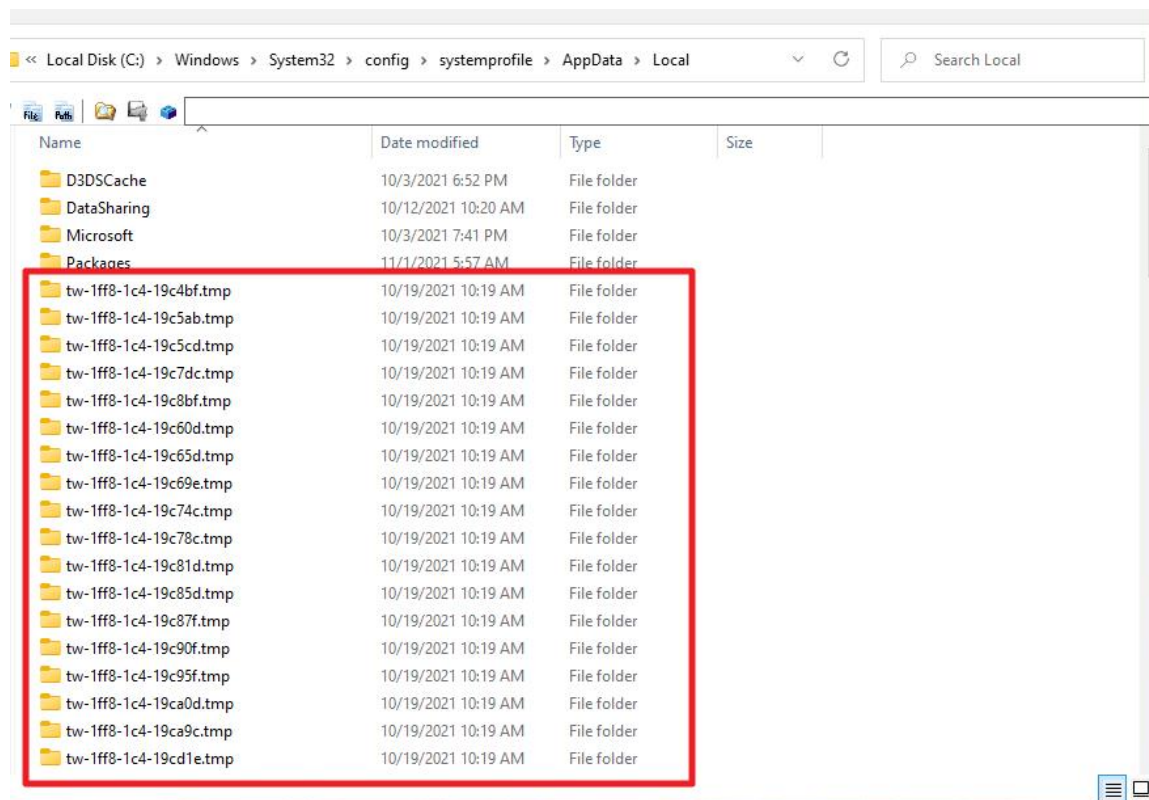 « Local Disk (C:) › Windows › System32 › config › systemprofile › AppData › Local Search Local
File Path
Name Date modified Type Size
D3DSCache 10/3/2021 6:52 PM File folder
DataSharing 10/12/2021 10:20 AM File folder
Microsoft 10/3/2021 7:41 PM File folder
Packages 11/1/2021 5:57 AM File folder
tw-1ff8-1c4-19c4bf.tmp 10/19/2021 10:19 AM File folder
tw-1ff8-1c4-19c5ab.tmp 10/19/2021 10:19 AM File folder
tw-1ff8-1c4-19c5cd.tmp 10/19/2021 10:19 AM File folder
tw-1ff8-1c4-19c7dc.tmp 10/19/2021 10:19 AM File folder
tw-1ff8-1c4-19c8bf.tmp 10/19/2021 10:19 AM File folder
tw-1ff8-1c4-19c60d.tmp 10/19/2021 10:19 AM File folder
tw-1ff8-1c4-19c65d.tmp 10/19/2021 10:19 AM File folder
tw-1ff8-1c4-19c69e.tmp 10/19/2021 10:19 AM File folder
tw-1ff8-1c4-19c74c.tmp 10/19/2021 10:19 AM File folder
tw-1ff8-1c4-19c78c.tmp 10/19/2021 10:19 AM File folder
tw-1ff8-1c4-19c81d.tmp 10/19/2021 10:19 AM File folder
tw-1ff8-1c4-19c85d.tmp 10/19/2021 10:19 AM File folder
tw-1ff8-1c4-19c87f.tmp 10/19/2021 10:19 AM File folder
tw-1ff8-1c4-19c90f.tmp 10/19/2021 10:19 AM File folder
tw-1ff8-1c4-19c95f.tmp 10/19/2021 10:19 AM File folder
tw-1ff8-1c4-19ca0d.tmp 10/19/2021 10:19 AM File folder
tw-1ff8-1c4-19ca9c.tmp 10/19/2021 10:19 AM File folder
tw-1ff8-1c4-19cd1e.tmp 10/19/2021 10:19 AM File folder